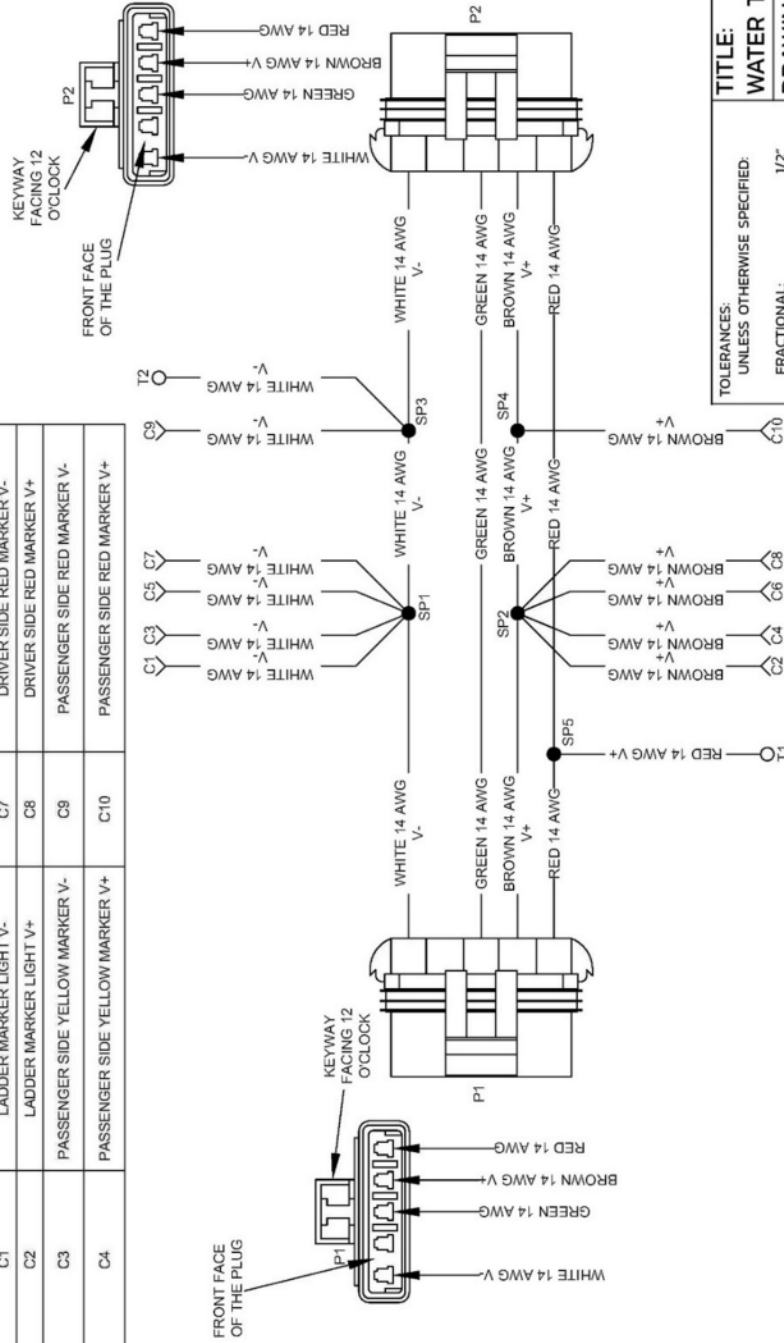 C1
LADDER MARKER LIGHT V-
C7
DRIVER SIDE RED MARKER V-
C2
LADDER MARKER LIGHT V+
C8
DRIVER SIDE RED MARKER V+
C3
PASSENGER SIDE YELLOW MARKER V-
C9
PASSENGER SIDE RED MARKER V-
C4
PASSENGER SIDE YELLOW MARKER V+
C10
PASSENGER SIDE RED MARKER V+
FRONT FACE
OF THE PLUG
P1
KEYWAY
FACING 12
O'CLOCK
WHITE 14 AWG V-
GREEN 14 AWG
BROWN 14 AWG V+
RED 14 AWG
KEYWAY
FACING 12
O'CLOCK
P2
FRONT FACE
OF THE PLUG
WHITE 14 AWG V-
GREEN 14 AWG
BROWN 14 AWG V+
RED 14 AWG
C1
C3
C5
C7
C9
T2
WHITE 14 AWG
V-
WHITE 14 AWG
V-
WHITE 14 AWG
V-
WHITE 14 AWG
V-
WHITE 14 AWG
V-
WHITE 14 AWG
V-
P1
WHITE 14 AWG
V-
SP1
WHITE 14 AWG
V-
SP3
WHITE 14 AWG
V-
P2
GREEN 14 AWG
GREEN 14 AWG
GREEN 14 AWG
BROWN 14 AWG
V+
SP2
BROWN 14 AWG
V+
SP4
BROWN 14 AWG
V+
RED 14 AWG
SP5
RED 14 AWG
RED 14 AWG
RED 14 AWG V+
BROWN 14 AWG
V+
BROWN 14 AWG
V+
BROWN 14 AWG
V+
BROWN 14 AWG
V+
BROWN 14 AWG
V+
T1
C2
C4
C6
C8
C10
TOLERANCES:
UNLESS OTHERWISE SPECIFIED:
FRACTIONAL: 1/2"
TITLE:
WATER T